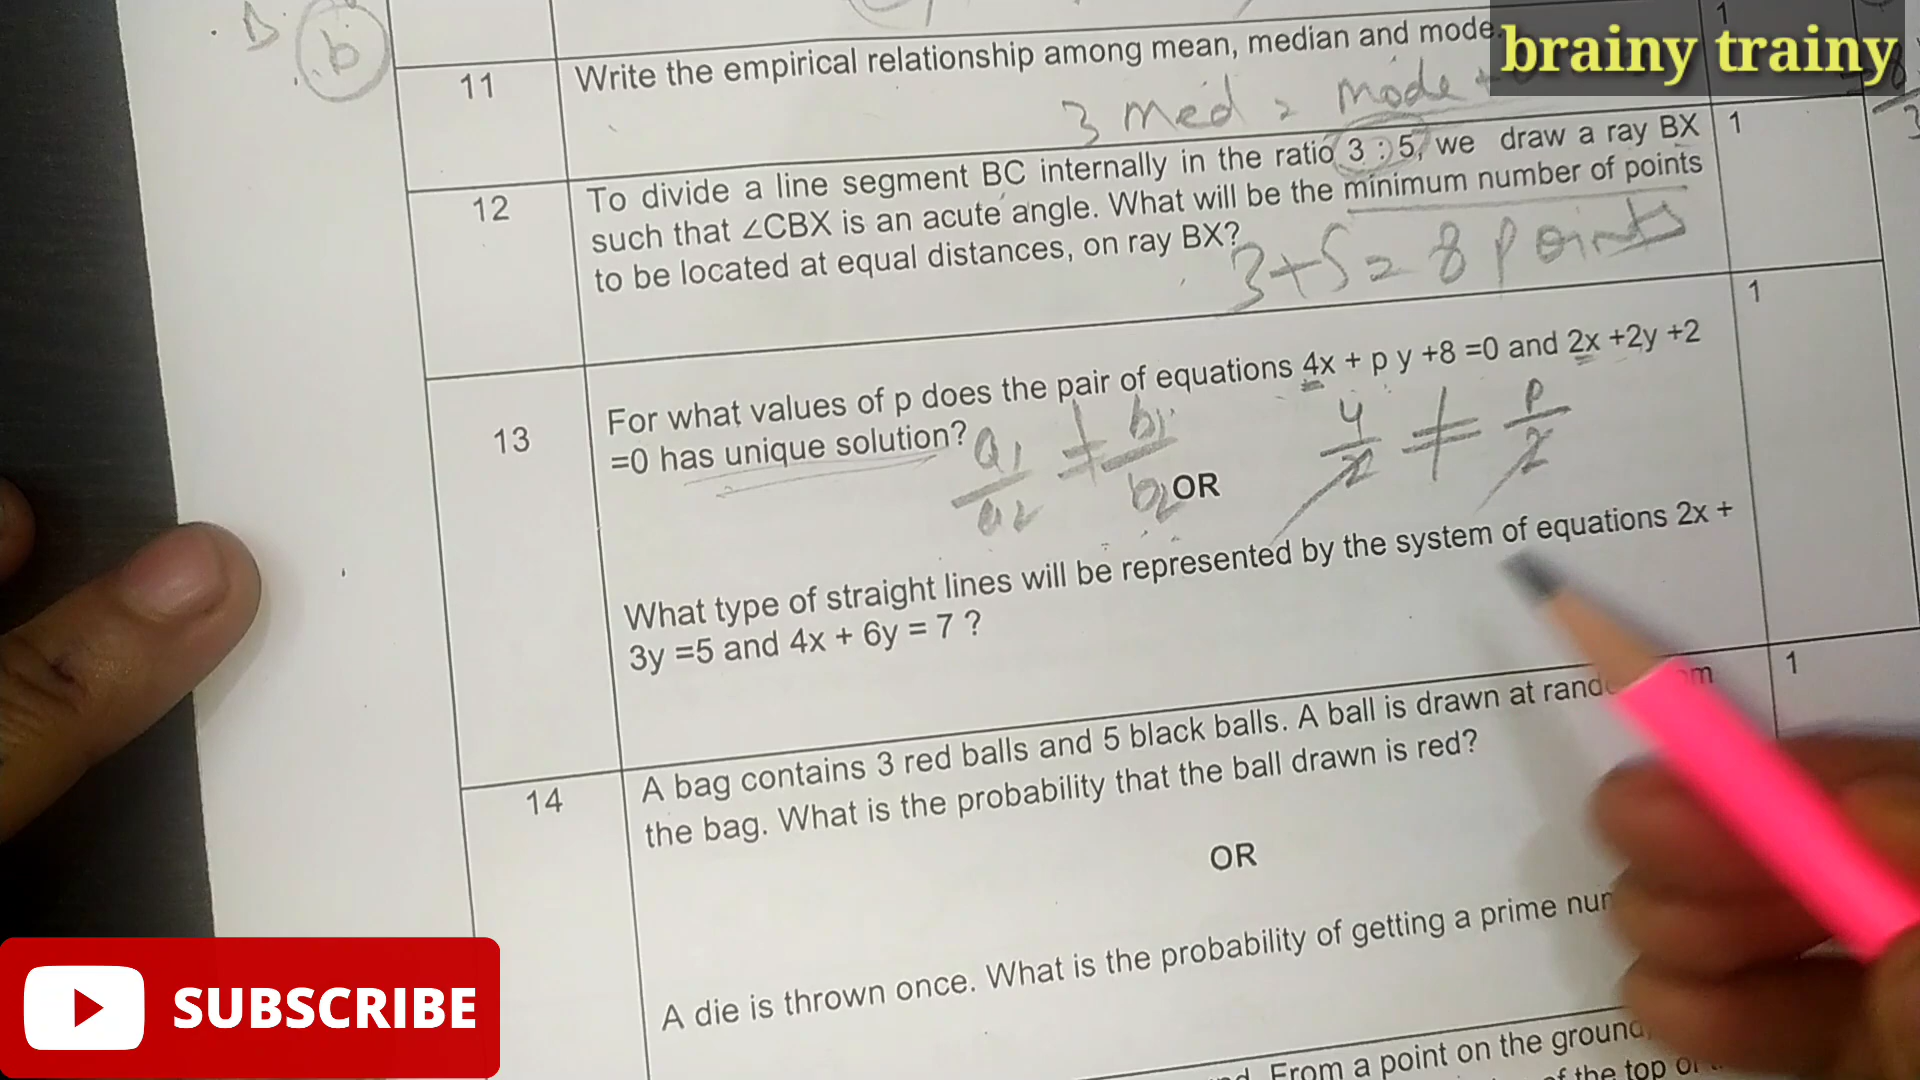 brainy trainy
1
11 Write the empirical relationship among mean, median and mode.
3 Med = Mode +
12 To divide a line segment BC internally in the ratio 3 : 5, we draw a ray BX 1
such that ∠CBX is an acute angle. What will be the minimum number of points
to be located at equal distances, on ray BX?
3+5= 8 points
1
13 For what values of p does the pair of equations 4x + p y +8 =0 and 2x +2y +2
=0 has unique solution?
a1/a2 ≠ b1/b2
4/2 ≠ p/2
OR
What type of straight lines will be represented by the system of equations 2x +
3y =5 and 4x + 6y = 7 ?
14 A bag contains 3 red balls and 5 black balls. A ball is drawn at 1
the bag. What is the probability that the ball drawn is red?
OR
A die is thrown once. What is the probability of getting a prime
From a point on the ground,
of the top of
SUBSCRIBE
b